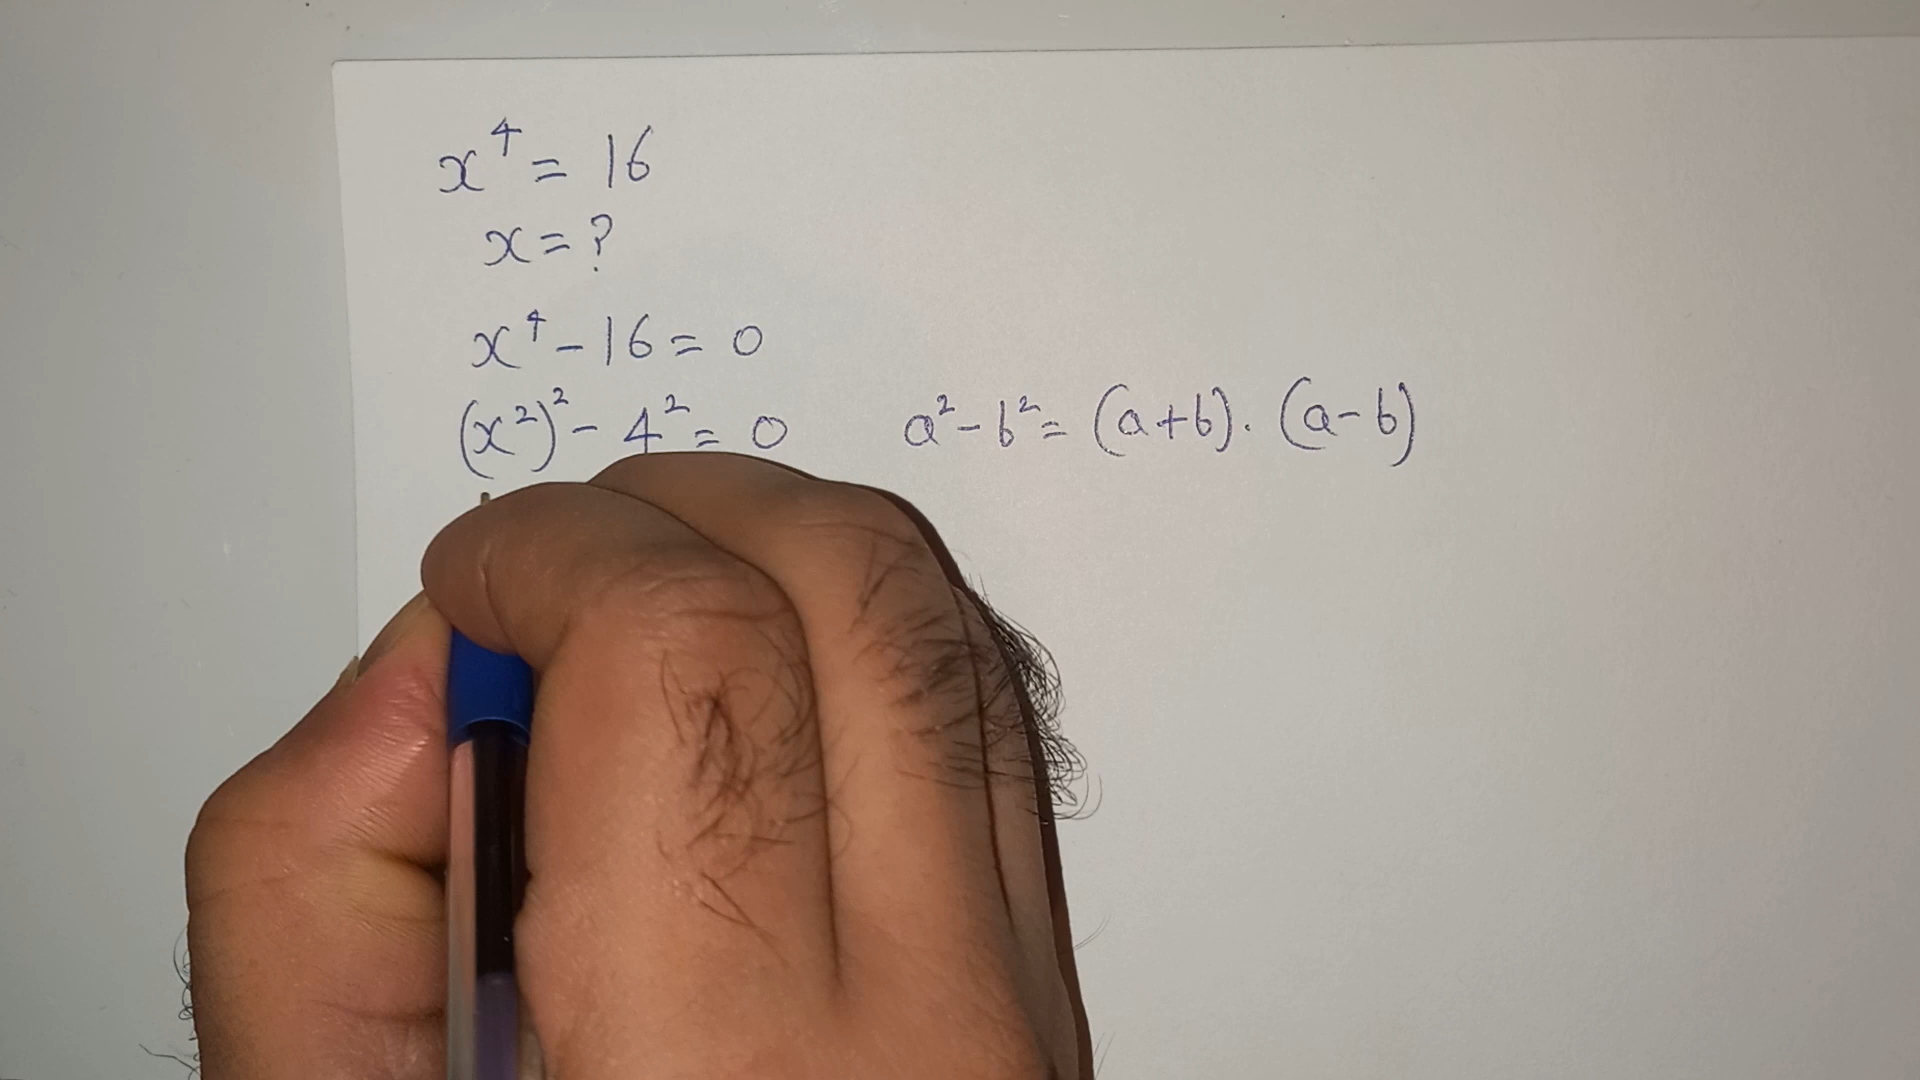 x⁴ = 16
x = ?
x⁴ - 16 = 0
(x²)² - 4² = 0 a² - b² = (a+b) . (a-b)